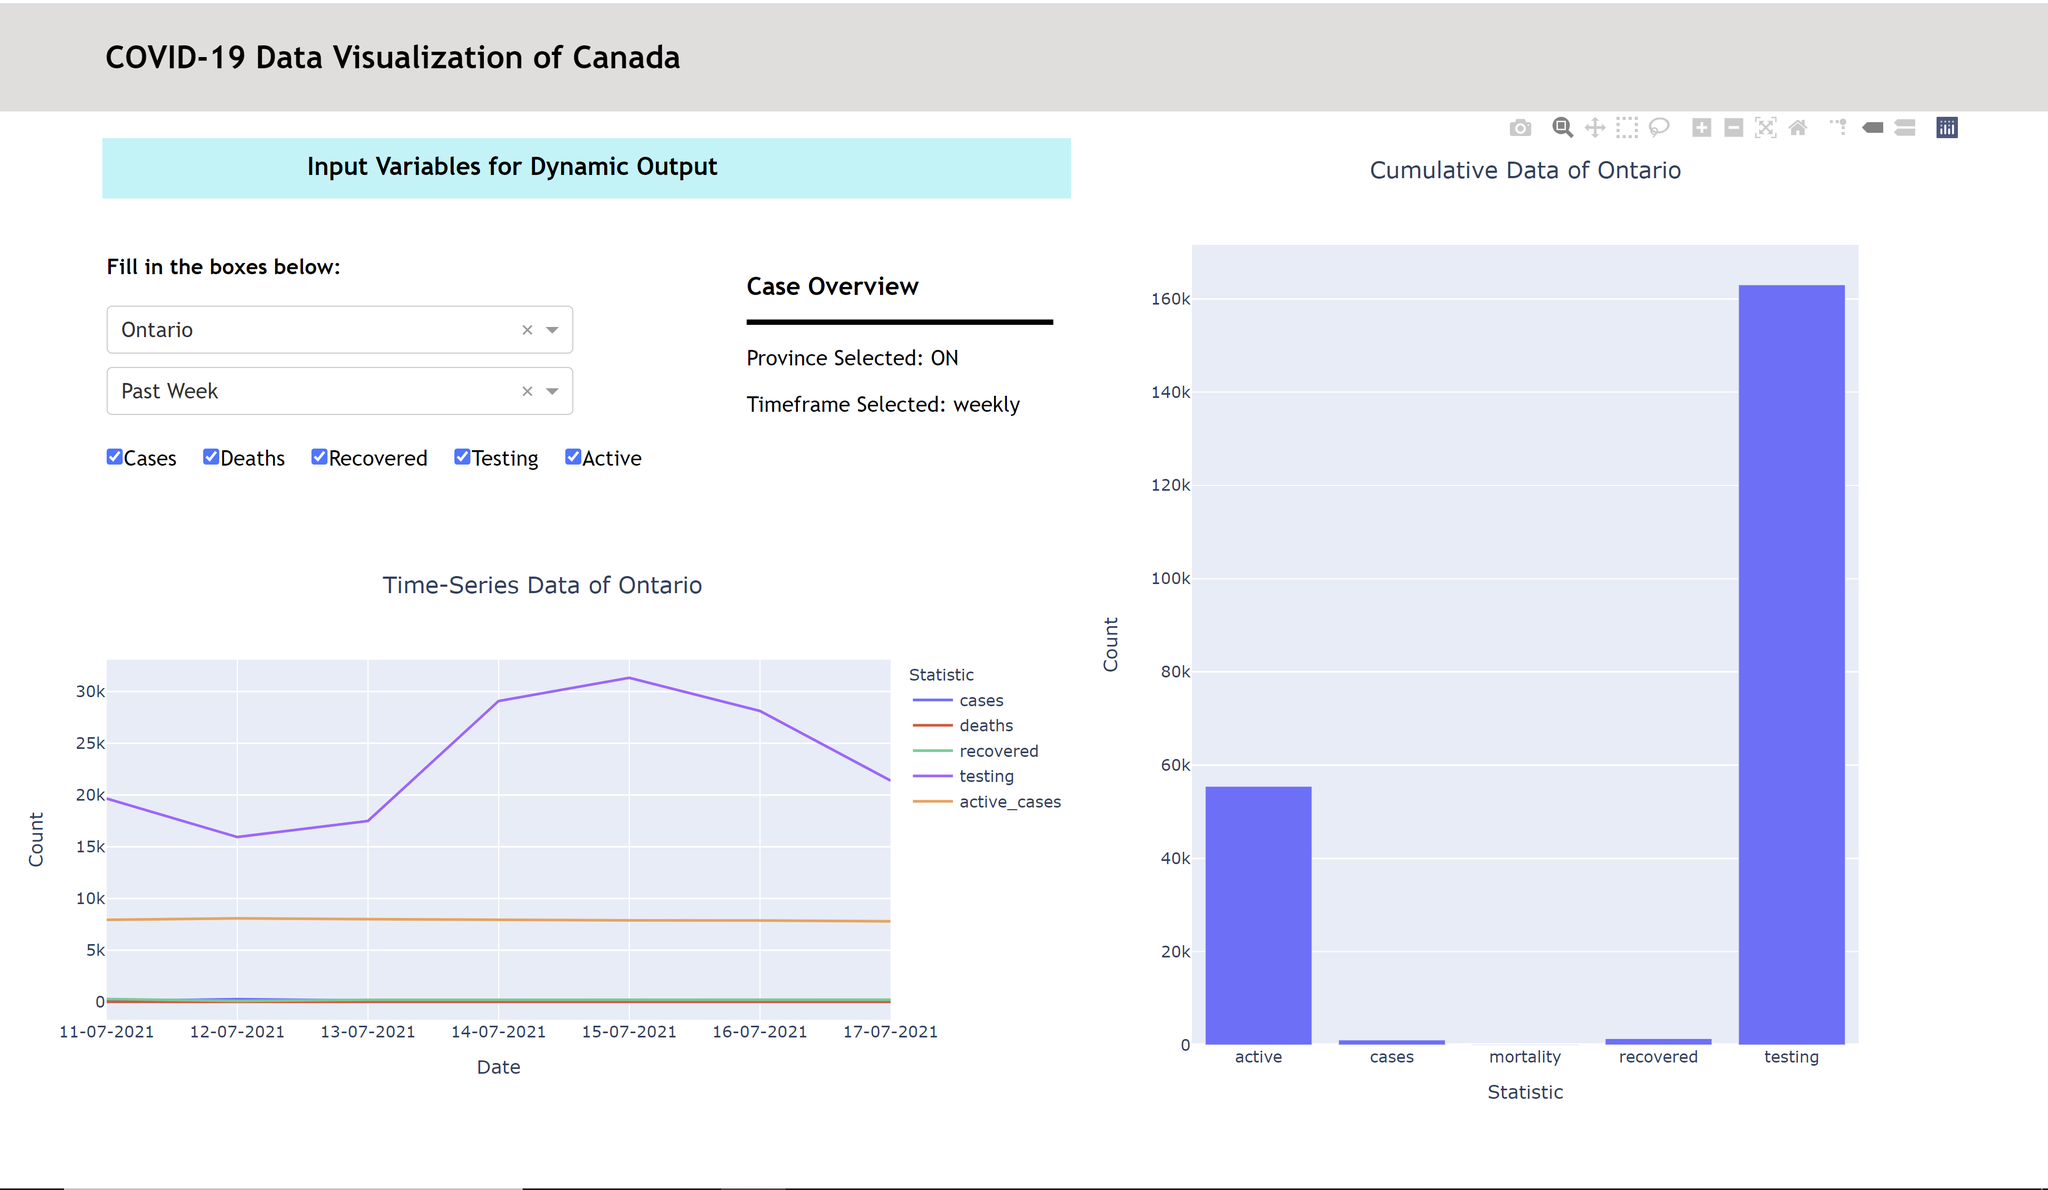 COVID-19 Data Visualization of Canada
Input Variables for Dynamic Output
Fill in the boxes below:
Ontario
Past Week
Cases Deaths Recovered Testing Active
Case Overview
Province Selected: ON
Timeframe Selected: weekly
Time-Series Data of Ontario
Count
30k
25k
20k
15k
10k
5k
0
11-07-2021 12-07-2021 13-07-2021 14-07-2021 15-07-2021 16-07-2021 17-07-2021
Date
Statistic
cases
deaths
recovered
testing
active_cases
Cumulative Data of Ontario
Count
160k
140k
120k
100k
80k
60k
40k
20k
0
active cases mortality recovered testing
Statistic